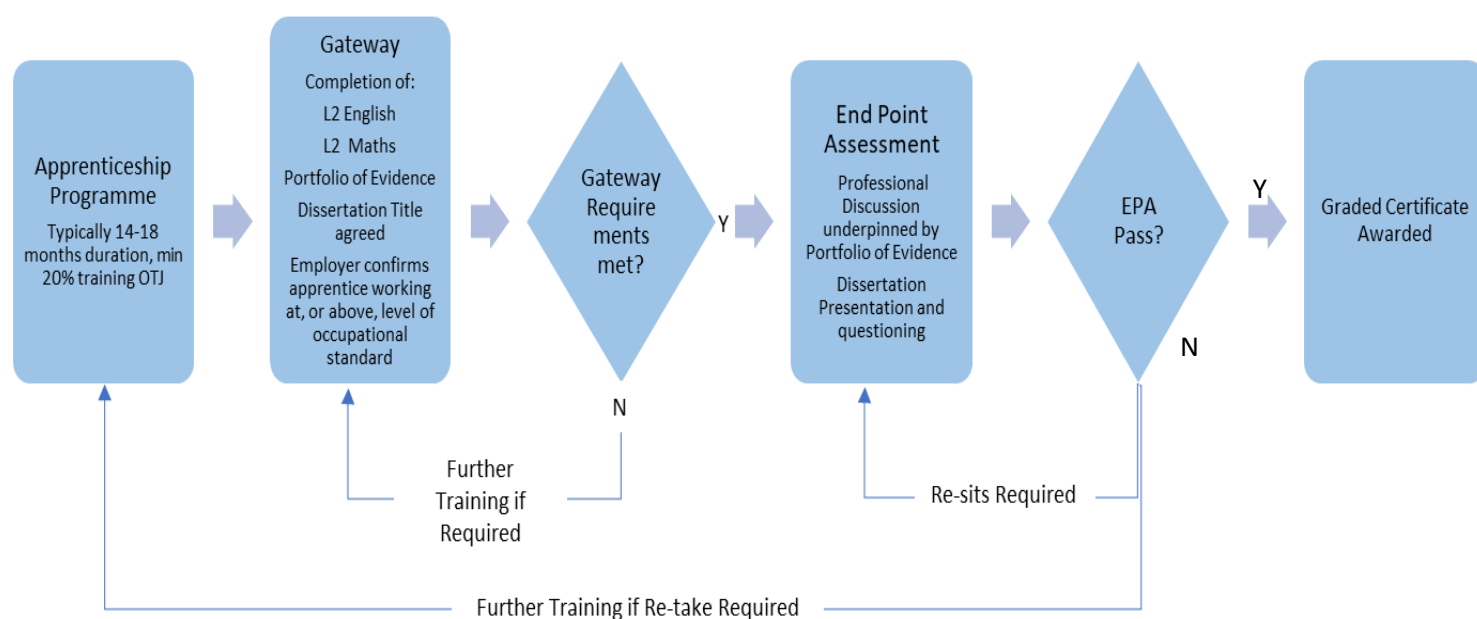 Apprenticeship
Programme
Typically 14-18
months duration, min
20% training OTJ
Gateway
Completion of:
L2 English
L2 Maths
Portfolio of Evidence
Dissertation Title
agreed
Employer confirms
apprentice working
at, or above, level of
occupational
standard
Gateway
Require
ments
met?
Y
N
Further
Training if
Required
End Point
Assessment
Professional
Discussion
underpinned by
Portfolio of Evidence
Dissertation
Presentation and
questioning
EPA
Pass?
Y
N
Re-sits Required
Further Training if Re-take Required
Graded Certificate
Awarded